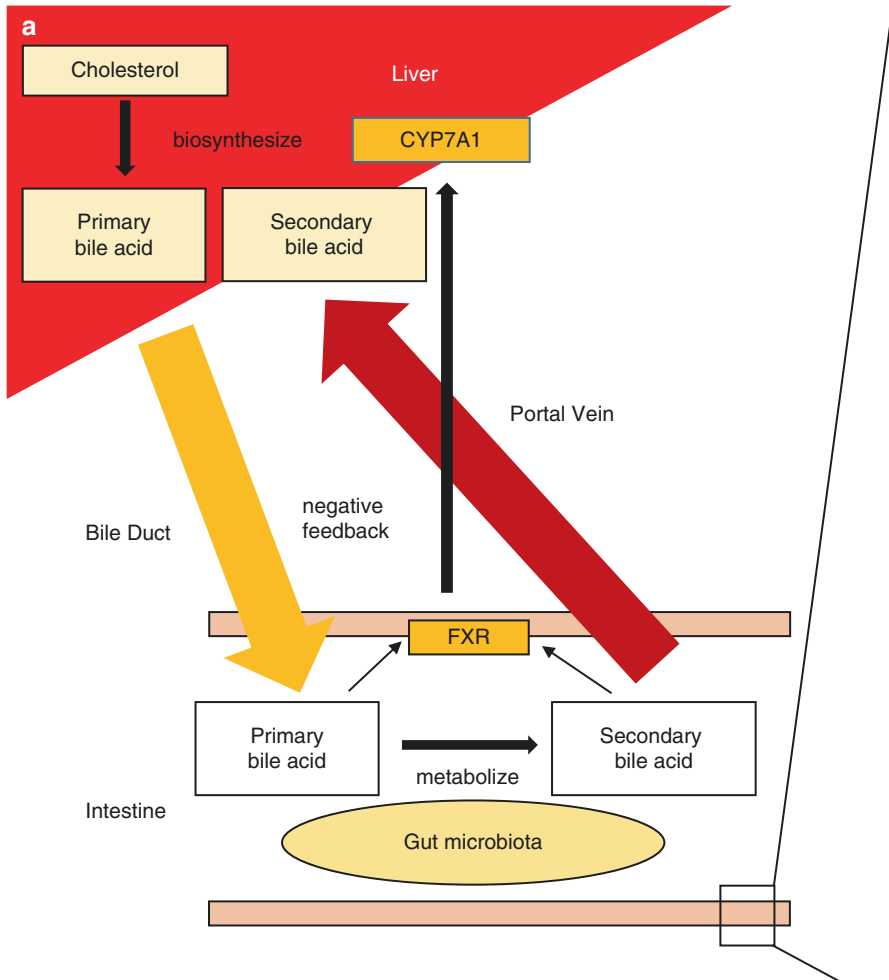 a
Cholesterol
Liver
biosynthesize
CYP7A1
Primary
bile acid
Secondary
bile acid
Portal Vein
negative
feedback
Bile Duct
FXR
Primary
bile acid
metabolize
Secondary
bile acid
Intestine
Gut microbiota